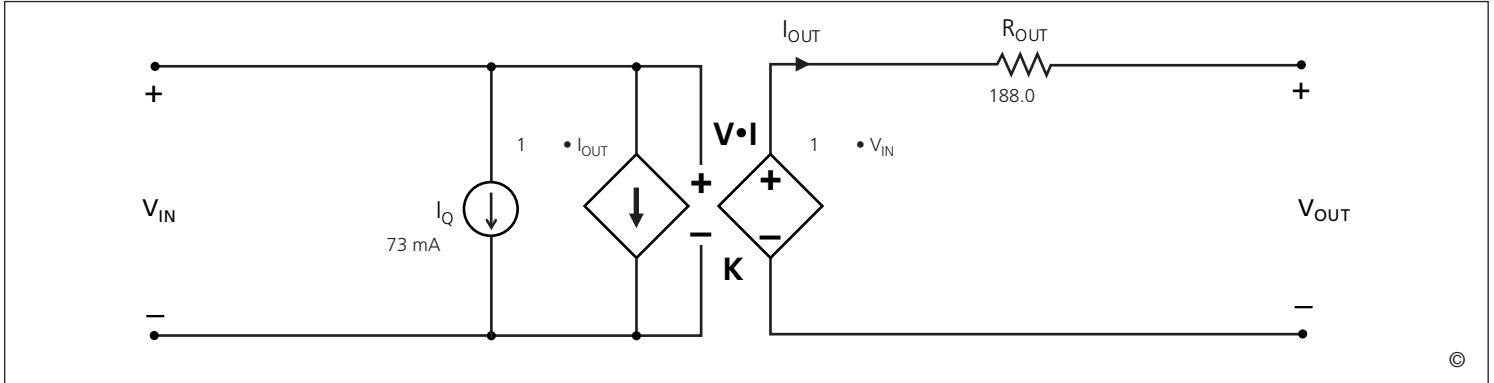 I_OUT
R_OUT
+
+
188.0
1 • I_OUT
V•I
1 • V_IN
+
+
V_IN
I_Q
V_OUT
73 mA
–
–
K
–
–
©